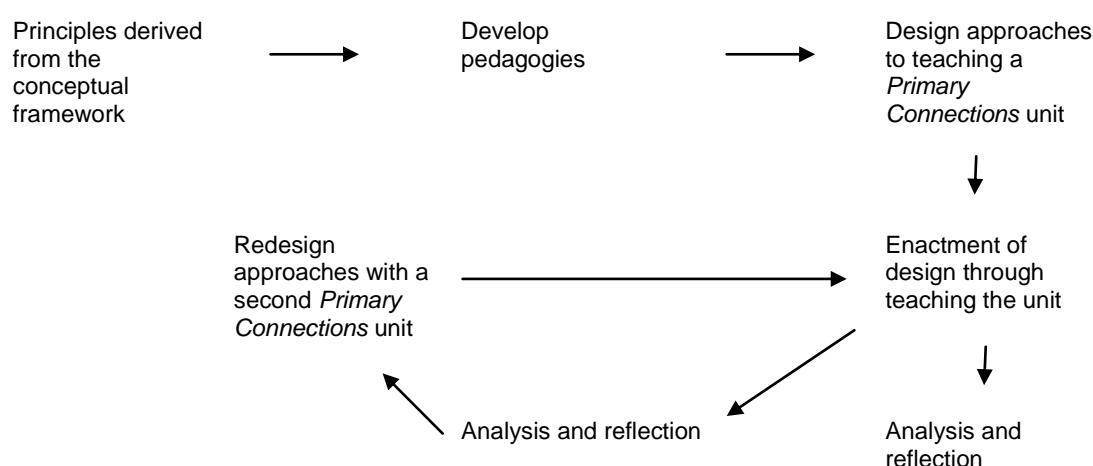 Principles derived
from the
conceptual
framework
Develop
pedagogies
Design approaches
to teaching a
Primary
Connections unit
Redesign
approaches with a
second Primary
Connections unit
Enactment of
design through
teaching the unit
Analysis and reflection
Analysis and
reflection